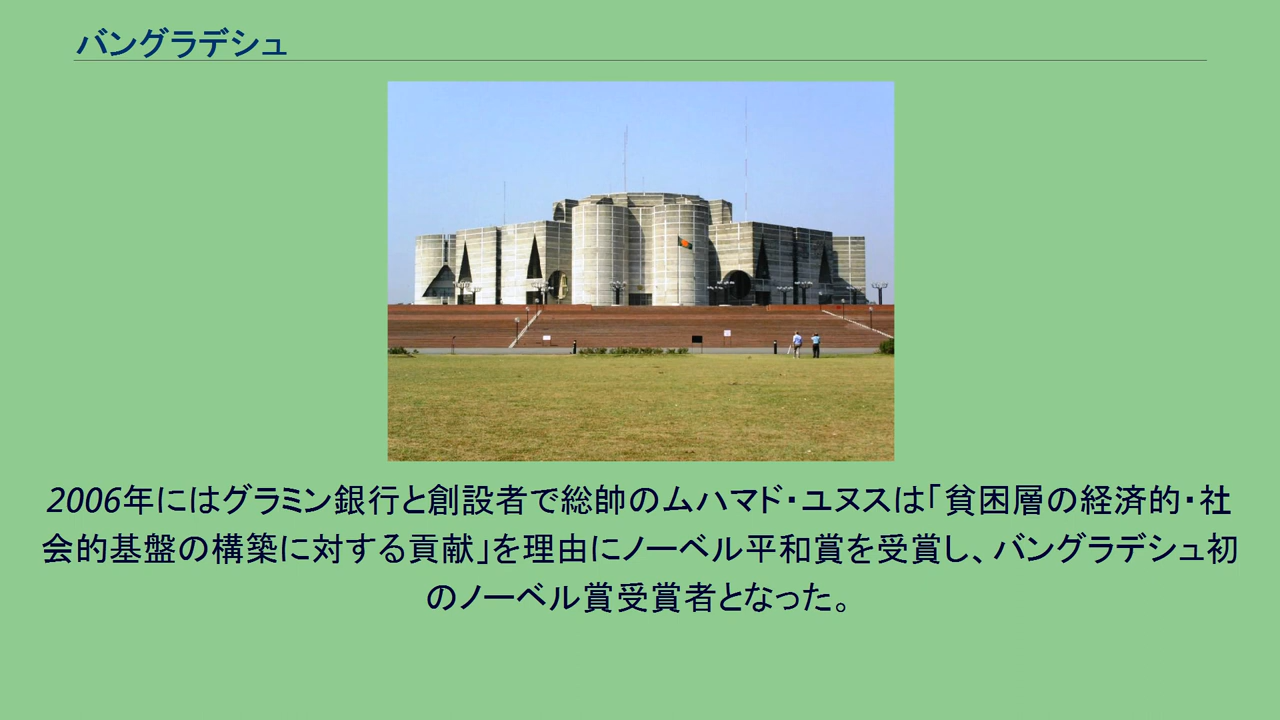 バングラデシュ
2006年にはグラミン銀行と創設者で総帥のムハマド・ユヌスは「貧困層の経済的・社
会的基盤の構築に対する貢献」を理由にノーベル平和賞を受賞し、バングラデシュ初
のノーベル賞受賞者となった。